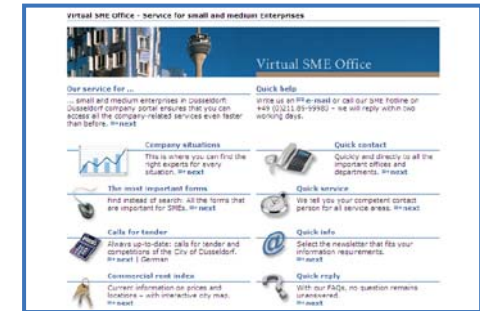 Virtual SME Office - Service for small and medium Enterprises
Virtual SME Office
Our service for ...
... small and medium enterprises in Dusseldorf:
Dusseldorf company portal ensures that you can
access all the company-related services even faster
than before. next
Quick help
Write us an e-mail or call our SME hotline on
+49 (0)211 89-99980 – we will reply within two
working days.
Company situations
This is where you can find the
right experts for every
situation. next
Quick contact
Quickly and directly to all the
important offices and
departments. next
The most important forms
Find instead of search: All the forms that
are important for SMEs. next
Quick service
We tell you your competent contact
person for all service areas. next
Calls for tender
Always up-to-date: calls for tender and
competitions of the City of Dusseldorf.
next | German
Quick info
Select the newsletter that fits your
information requirements.
next
Commercial rent index
Current information on prices and
locations – with interactive city map.
next
Quick reply
With our FAQs, no question remains
unanswered.
next